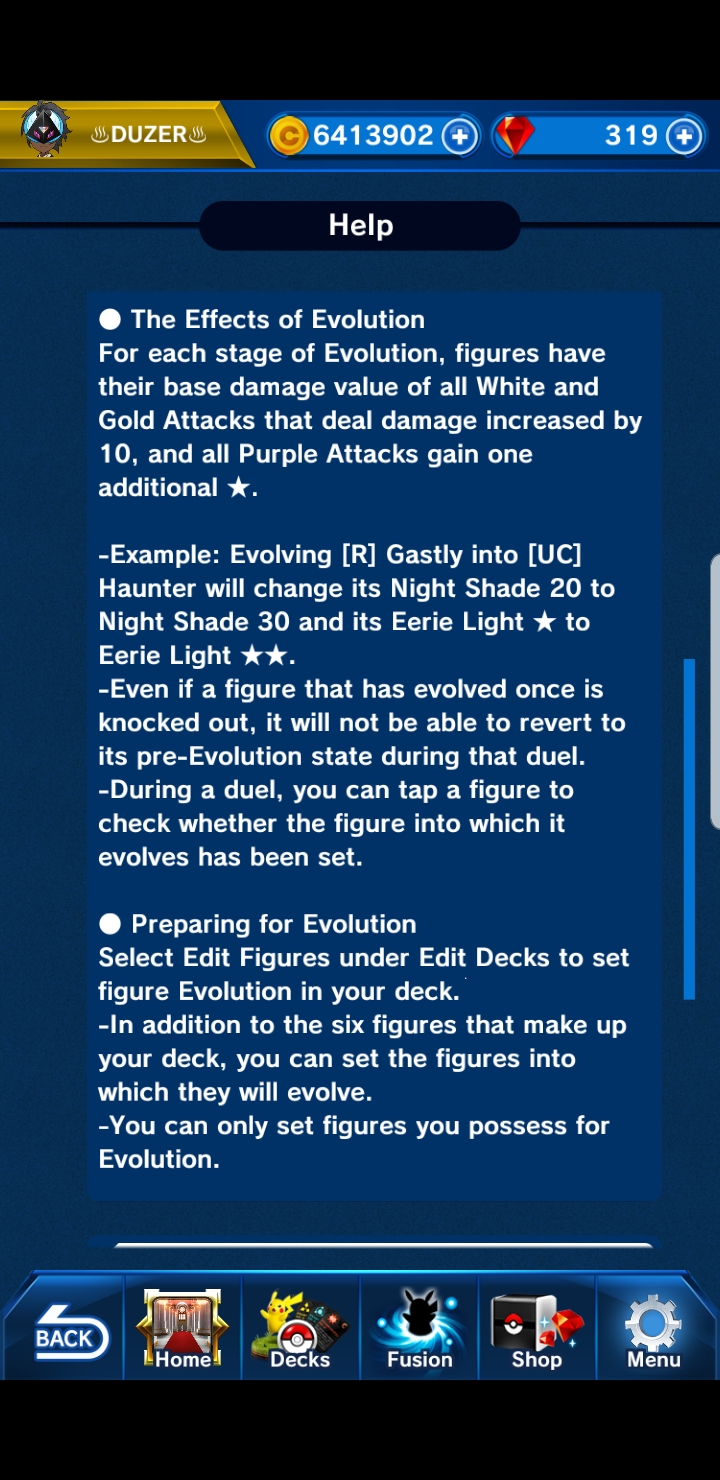 ♨DUZER♨ 6413902 319
Help
● The Effects of Evolution
For each stage of Evolution, figures have
their base damage value of all White and
Gold Attacks that deal damage increased by
10, and all Purple Attacks gain one
additional ★.
-Example: Evolving [R] Gastly into [UC]
Haunter will change its Night Shade 20 to
Night Shade 30 and its Eerie Light ★ to
Eerie Light ★★.
-Even if a figure that has evolved once is
knocked out, it will not be able to revert to
its pre-Evolution state during that duel.
-During a duel, you can tap a figure to
check whether the figure into which it
evolves has been set.
● Preparing for Evolution
Select Edit Figures under Edit Decks to set
figure Evolution in your deck.
-In addition to the six figures that make up
your deck, you can set the figures into
which they will evolve.
-You can only set figures you possess for
Evolution.
BACK Home Decks Fusion Shop Menu